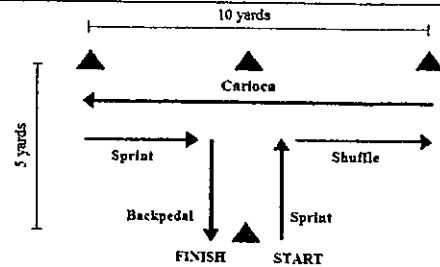 10 yards
Carioca
5 yards
Sprint
Shuffle
Backpedal
Sprint
FINISH
START